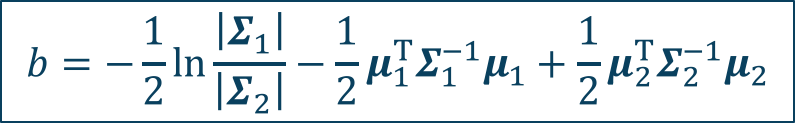 b = −1/2 ln |Σ₁|/|Σ₂| − 1/2 μ₁ᵀΣ₁⁻¹μ₁ + 1/2 μ₂ᵀΣ₂⁻¹μ₂